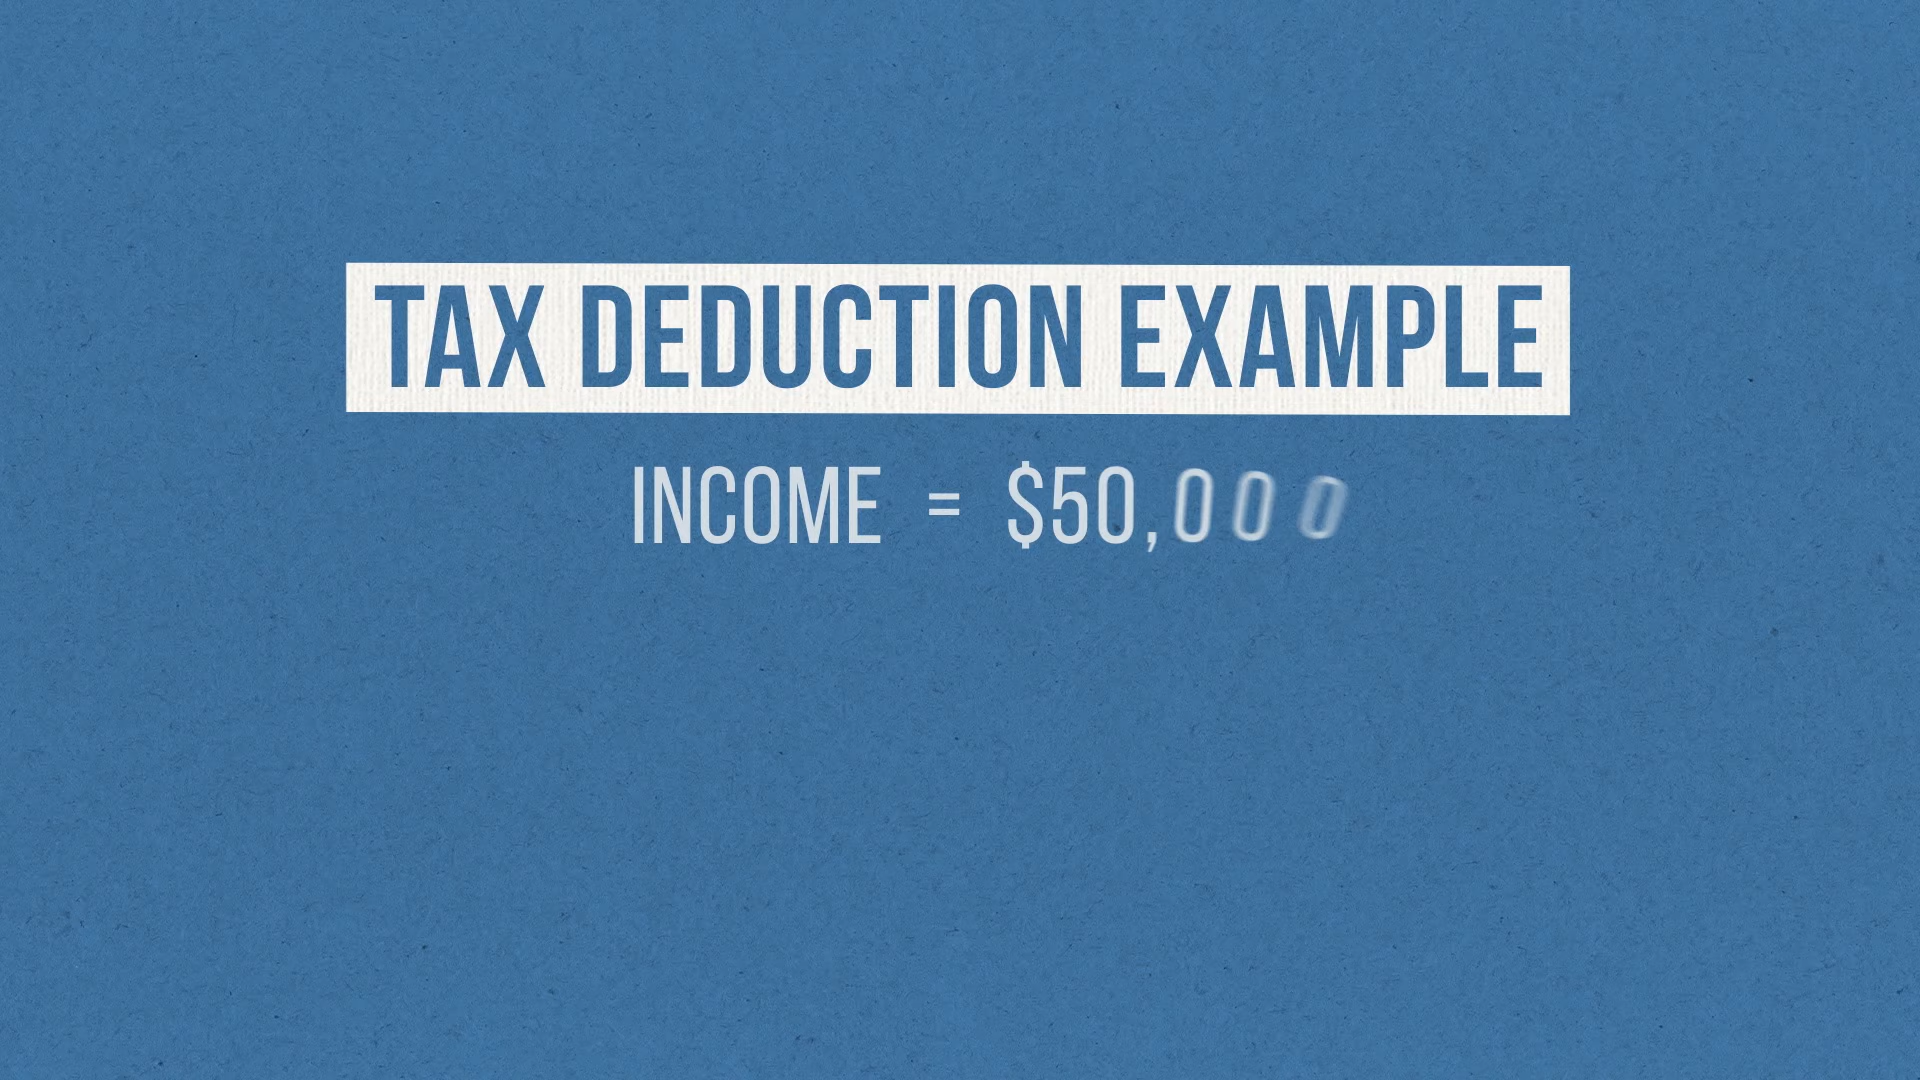 TAX DEDUCTION EXAMPLE
INCOME = $50,000